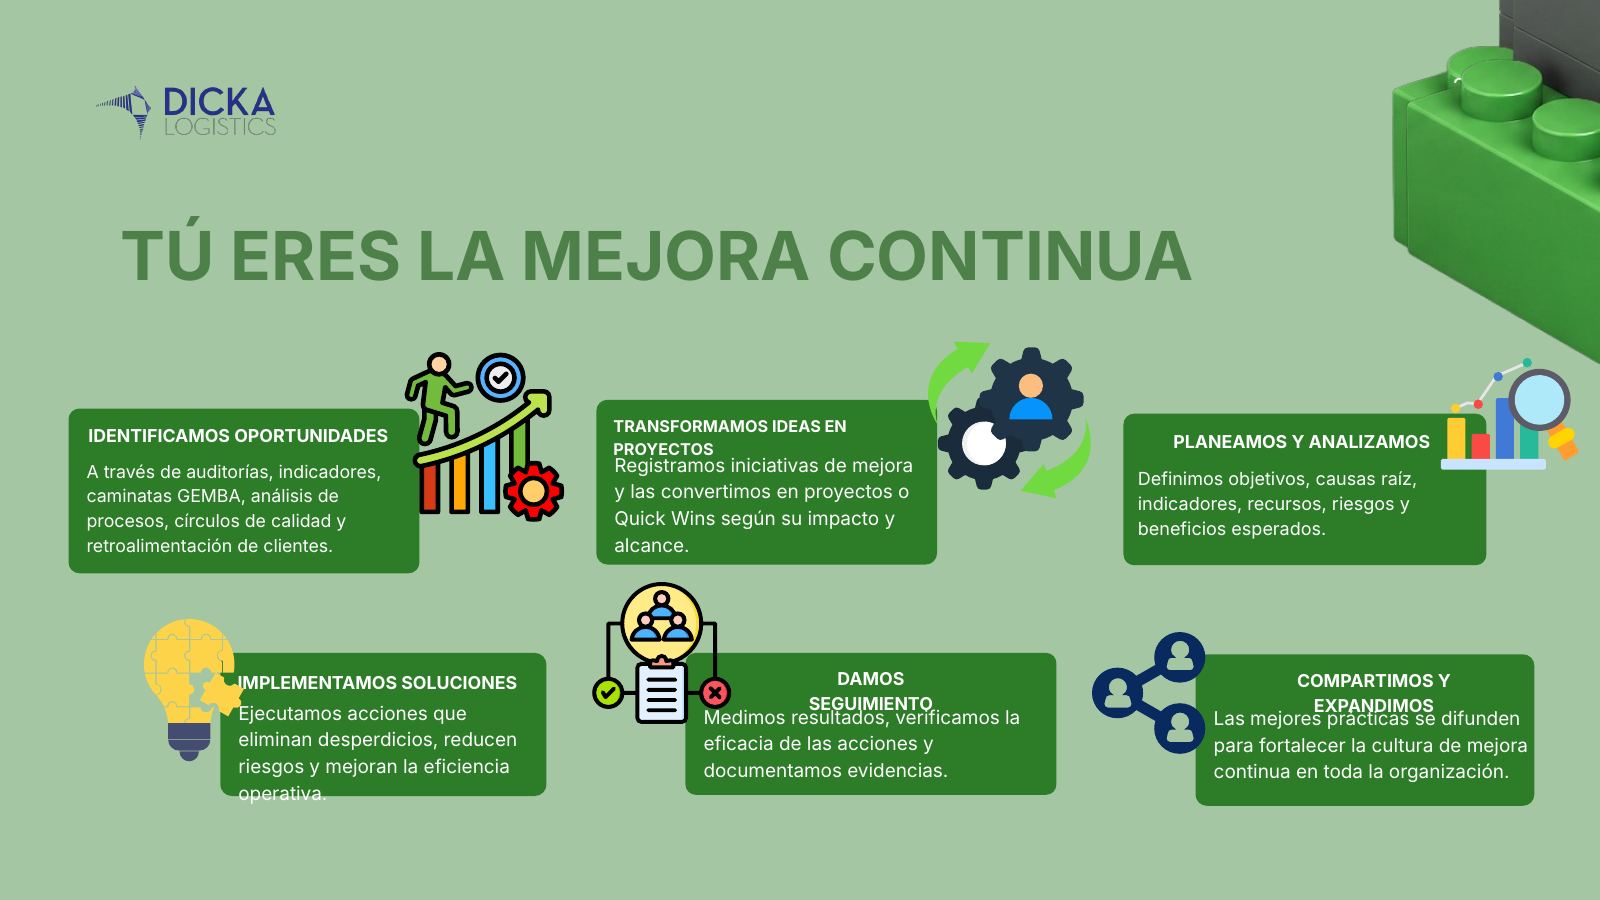 DICKA
LOGISTICS
TÚ ERES LA MEJORA CONTINUA
IDENTIFICAMOS OPORTUNIDADES
A través de auditorías, indicadores,
caminatas GEMBA, análisis de
procesos, círculos de calidad y
retroalimentación de clientes.
TRANSFORMAMOS IDEAS EN
PROYECTOS
Registramos iniciativas de mejora
y las convertimos en proyectos o
Quick Wins según su impacto y
alcance.
PLANEAMOS Y ANALIZAMOS
Definimos objetivos, causas raíz,
indicadores, recursos, riesgos y
beneficios esperados.
IMPLEMENTAMOS SOLUCIONES
Ejecutamos acciones que
eliminan desperdicios, reducen
riesgos y mejoran la eficiencia
operativa.
DAMOS
SEGUIMIENTO
Medimos resultados, verificamos la
eficacia de las acciones y
documentamos evidencias.
COMPARTIMOS Y
EXPANDIMOS
Las mejores prácticas se difunden
para fortalecer la cultura de mejora
continua en toda la organización.